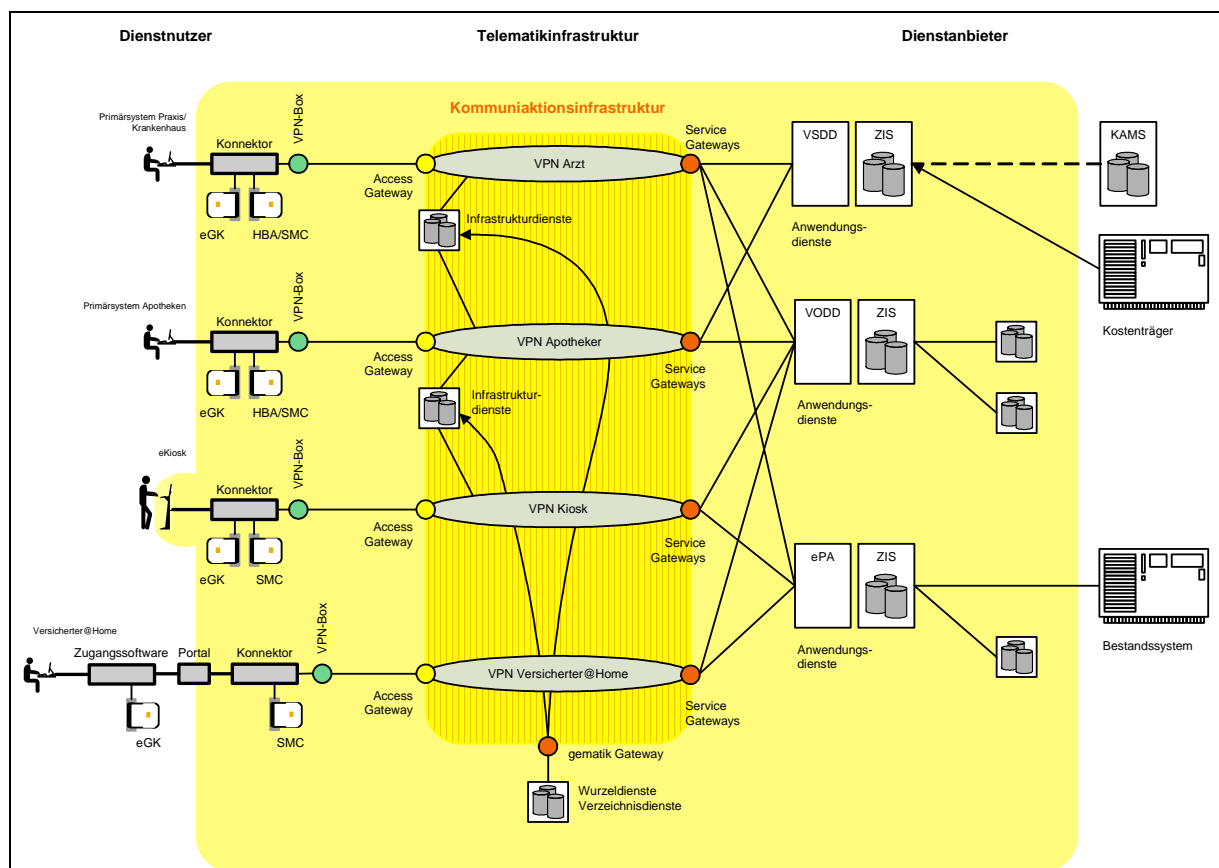 Dienstnutzer
Telematikinfrastruktur
Dienstanbieter
Kommuniaktionsinfrastruktur
Primärsystem Praxis/
Krankenhaus
Konnektor
VPN-Box
eGK
HBA/SMC
Access
Gateway
VPN Arzt
Service
Gateways
VSDD
ZIS
Anwendungs-
dienste
KAMS
Kostenträger
Infrastrukturdienste
Primärsystem Apotheken
Konnektor
VPN-Box
eGK
HBA/SMC
Access
Gateway
VPN Apotheker
Service
Gateways
VODD
ZIS
Anwendungs-
dienste
Infrastruktur-
dienste
eKiosk
Konnektor
VPN-Box
eGK
SMC
Access
Gateway
VPN Kiosk
Service
Gateways
ePA
ZIS
Anwendungs-
dienste
Bestandssystem
Versicherter@Home
Zugangssoftware
Portal
Konnektor
VPN-Box
eGK
SMC
Access
Gateway
VPN Versicherter@Home
Service
Gateways
gematik Gateway
Wurzeldienste
Verzeichnisdienste